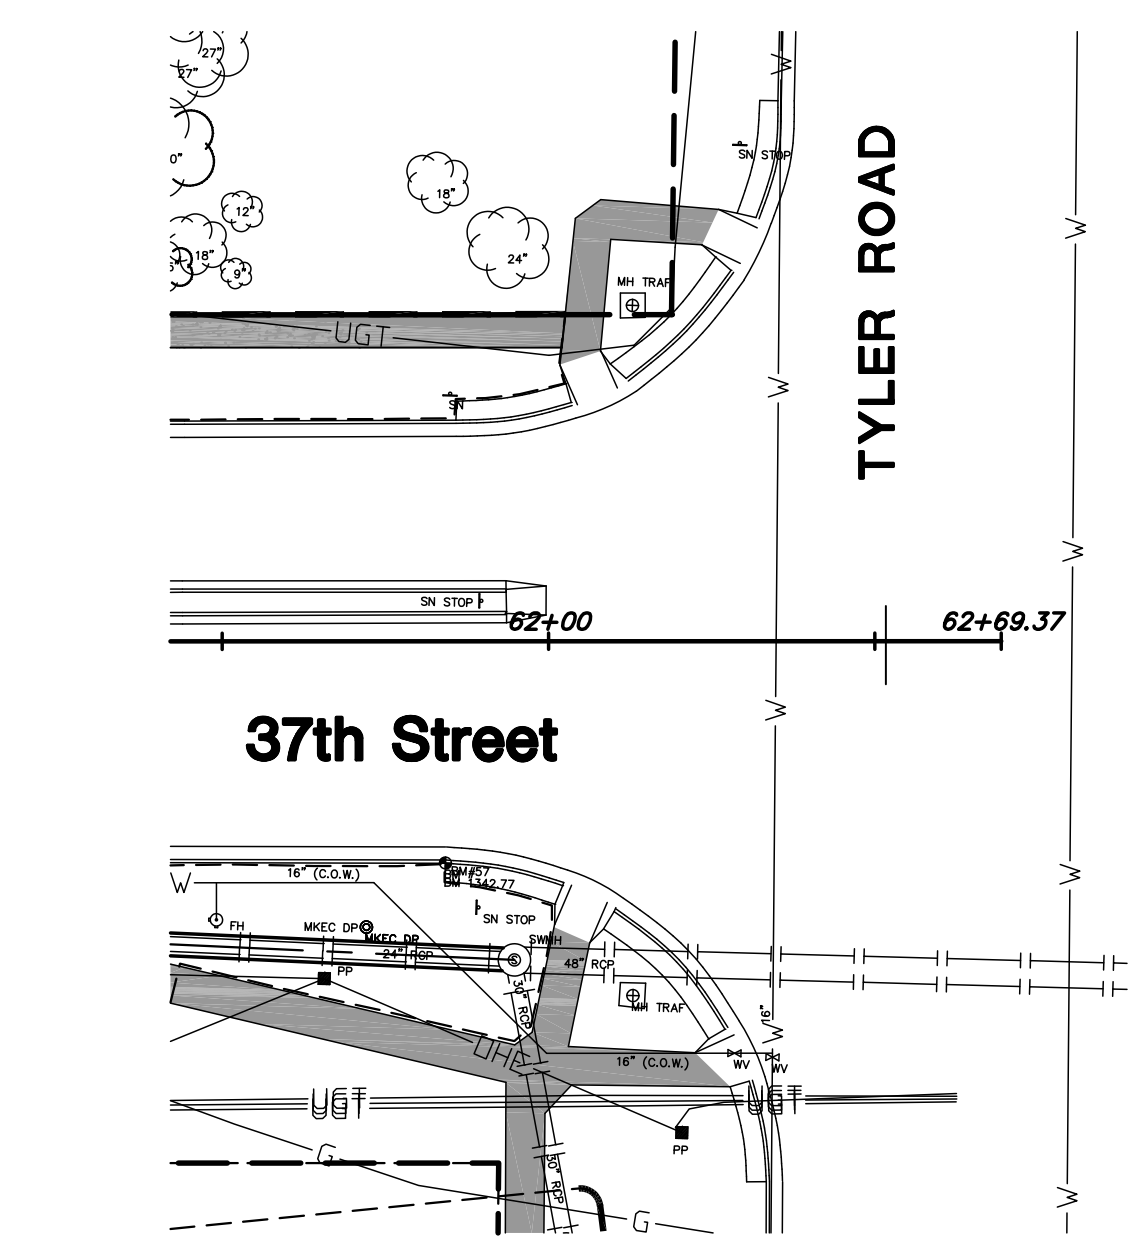 27"
27"
W
0"
SN STOP
18"
12"
18"
24"
9"
W
MH TRAF
UGT
TYLER ROAD
W
SN
W
SN STOP
62+00
62+69.37
W
37th Street
W
16" (C.O.W.)
BM#57
BM 1342.77
W
SN STOP
FH
MKEC DP
MKEC DP
SWMH
24" RCP
48" RCP
PP
30" RCP
MH TRAF
16"
W
UHE
16" (C.O.W.)
WV
WV
UGT
UGT
G
PP
30" RCP
W
G